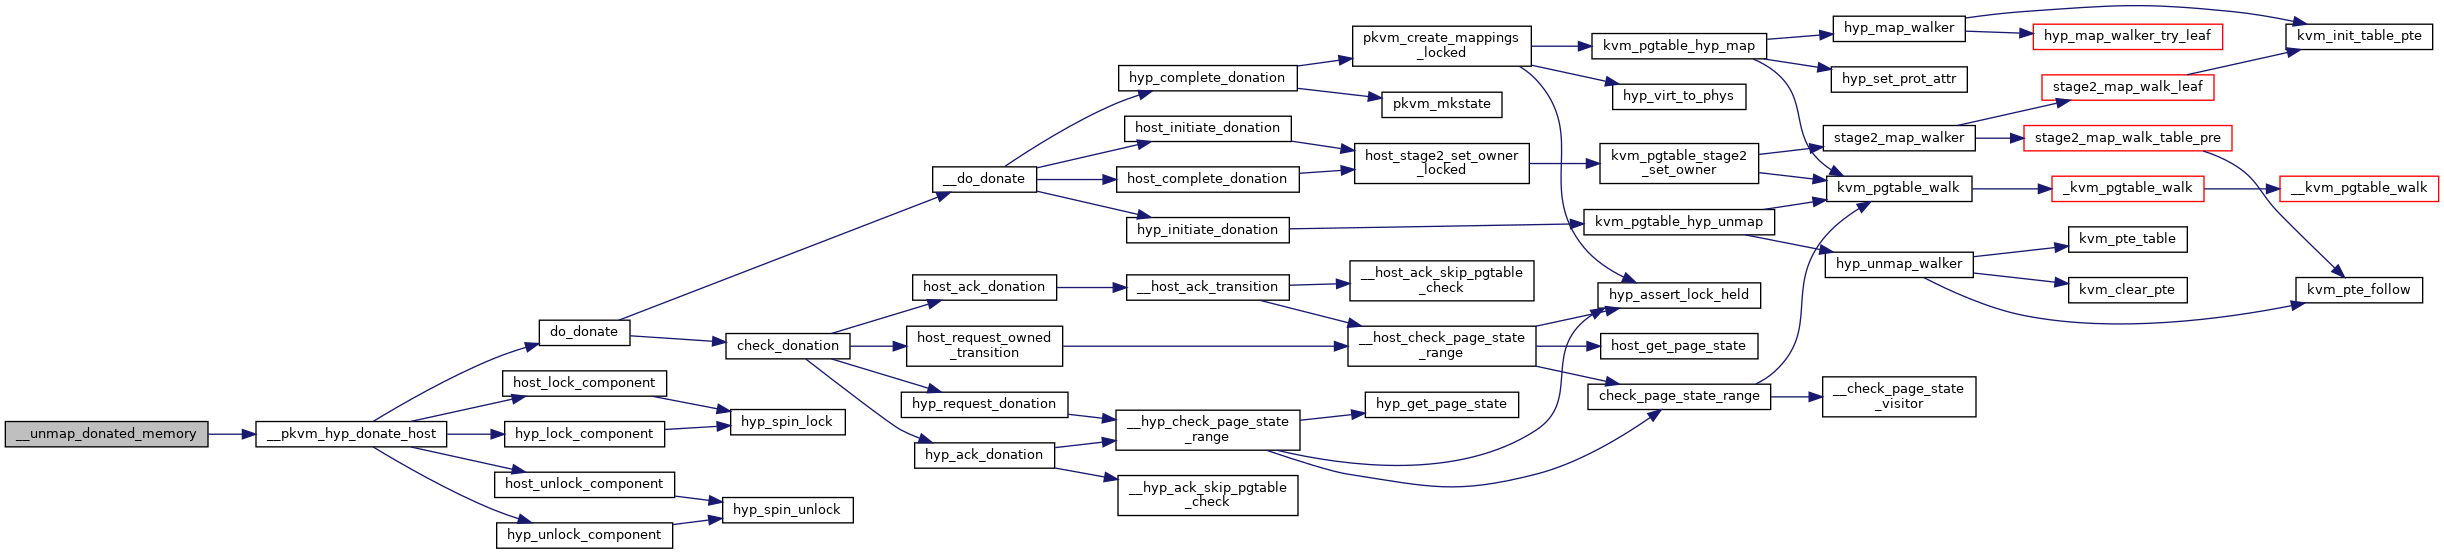 __unmap_donated_memory
__pkvm_hyp_donate_host
do_donate
host_lock_component
hyp_lock_component
host_unlock_component
hyp_unlock_component
check_donation
hyp_spin_lock
hyp_spin_unlock
__do_donate
host_ack_donation
host_request_owned
_transition
hyp_request_donation
hyp_ack_donation
hyp_complete_donation
host_initiate_donation
host_complete_donation
hyp_initiate_donation
__host_ack_transition
__hyp_check_page_state
_range
__hyp_ack_skip_pgtable
_check
pkvm_create_mappings
_locked
pkvm_mkstate
host_stage2_set_owner
_locked
__host_ack_skip_pgtable
_check
__host_check_page_state
_range
hyp_get_page_state
kvm_pgtable_hyp_map
hyp_virt_to_phys
kvm_pgtable_stage2
_set_owner
kvm_pgtable_hyp_unmap
hyp_assert_lock_held
host_get_page_state
check_page_state_range
hyp_map_walker
hyp_set_prot_attr
stage2_map_walker
kvm_pgtable_walk
hyp_unmap_walker
__check_page_state
_visitor
hyp_map_walker_try_leaf
stage2_map_walk_leaf
stage2_map_walk_table_pre
_kvm_pgtable_walk
kvm_pte_table
kvm_clear_pte
kvm_init_table_pte
__kvm_pgtable_walk
kvm_pte_follow